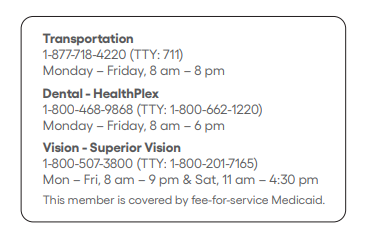 Transportation
1-877-718-4220 (TTY: 711)
Monday – Friday, 8 am – 8 pm
Dental - HealthPlex
1-800-468-9868 (TTY: 1-800-662-1220)
Monday – Friday, 8 am – 6 pm
Vision - Superior Vision
1-800-507-3800 (TTY: 1-800-201-7165)
Mon – Fri, 8 am – 9 pm & Sat, 11 am – 4:30 pm
This member is covered by fee-for-service Medicaid.